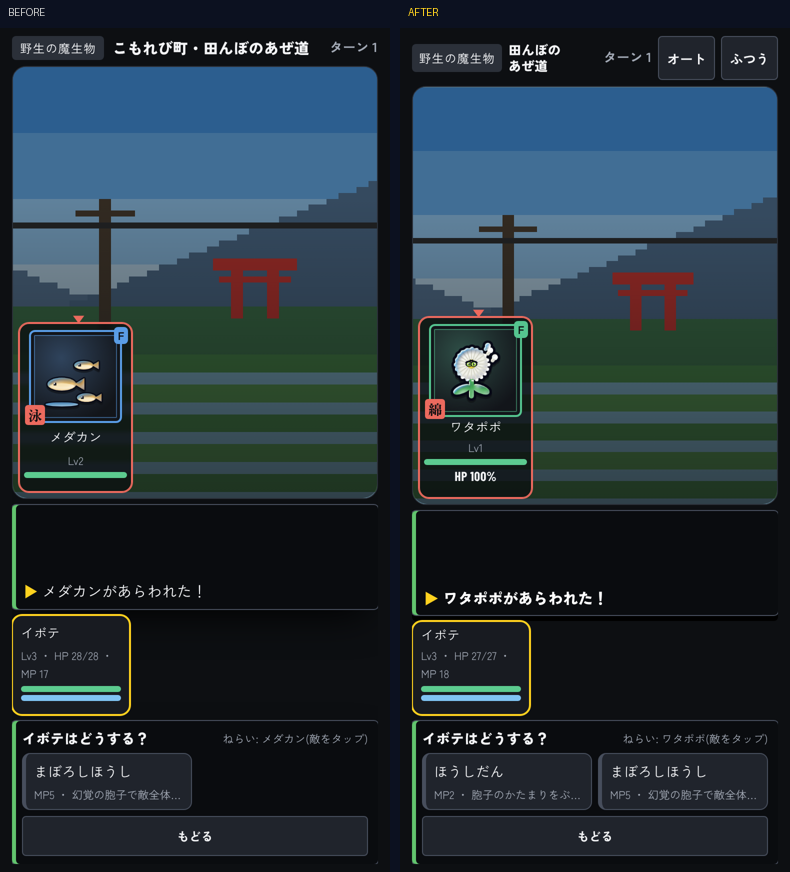 BEFORE
野生の魔生物
こもれび町・田んぼのあぜ道
ターン 1
F
泳
メダカン
Lv2
▶ メダカンがあらわれた！
イボテ
Lv3 ・ HP 28/28 ・
MP 17
イボテはどうする？
ねらい: メダカン(敵をタップ)
まぼろしほうし
MP5 ・ 幻覚の胞子で敵全体…
もどる
AFTER
野生の魔生物
田んぼの
あぜ道
ターン 1
オート
ふつう
F
綿
ワタポポ
Lv1
HP 100%
▶ ワタポポがあらわれた！
イボテ
Lv3 ・ HP 27/27 ・
MP 18
イボテはどうする？
ねらい: ワタポポ(敵をタップ)
ほうしだん
MP2 ・ 胞子のかたまりをぶ…
まぼろしほうし
MP5 ・ 幻覚の胞子で敵全体…
もどる